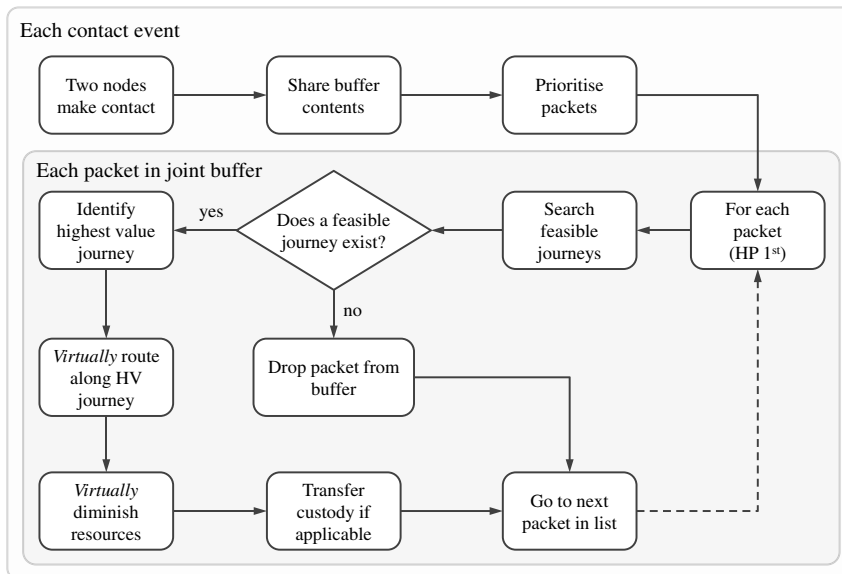 Each contact event
Two nodes
make contact
Share buffer
contents
Prioritise
packets
Each packet in joint buffer
Identify
highest value
journey
yes
Does a feasible
journey exist?
Search
feasible
journeys
For each
packet
(HP 1st)
no
Virtually route
along HV
journey
Drop packet from
buffer
Virtually
diminish
resources
Transfer
custody if
applicable
Go to next
packet in list